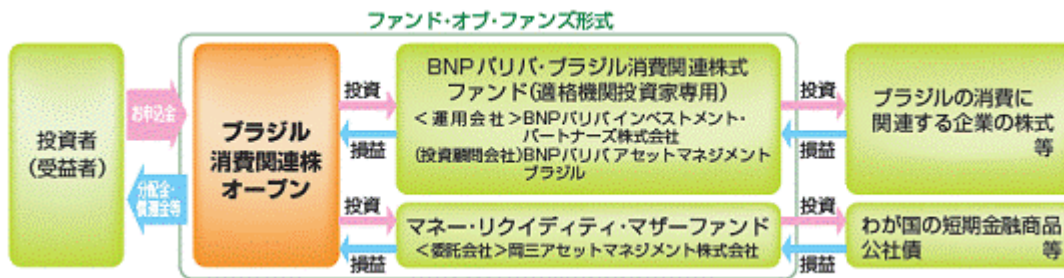 ファンド・オブ・ファンズ形式
投資者
(受益者)
お申込金
分配金・
償還金等
ブラジル
消費関連株
オープン
投資
損益
BNPパリバ・ブラジル消費関連株式
ファンド(適格機関投資家専用)
<運用会社>BNPパリバ インベストメント・
パートナーズ株式会社
(投資顧問会社)BNPパリバ アセットマネジメント
ブラジル
投資
損益
ブラジルの消費に
関連する企業の株式
等
投資
損益
マネー・リクイディティ・マザーファンド
<委託会社>岡三アセットマネジメント株式会社
投資
損益
わが国の短期金融商品
公社債 等